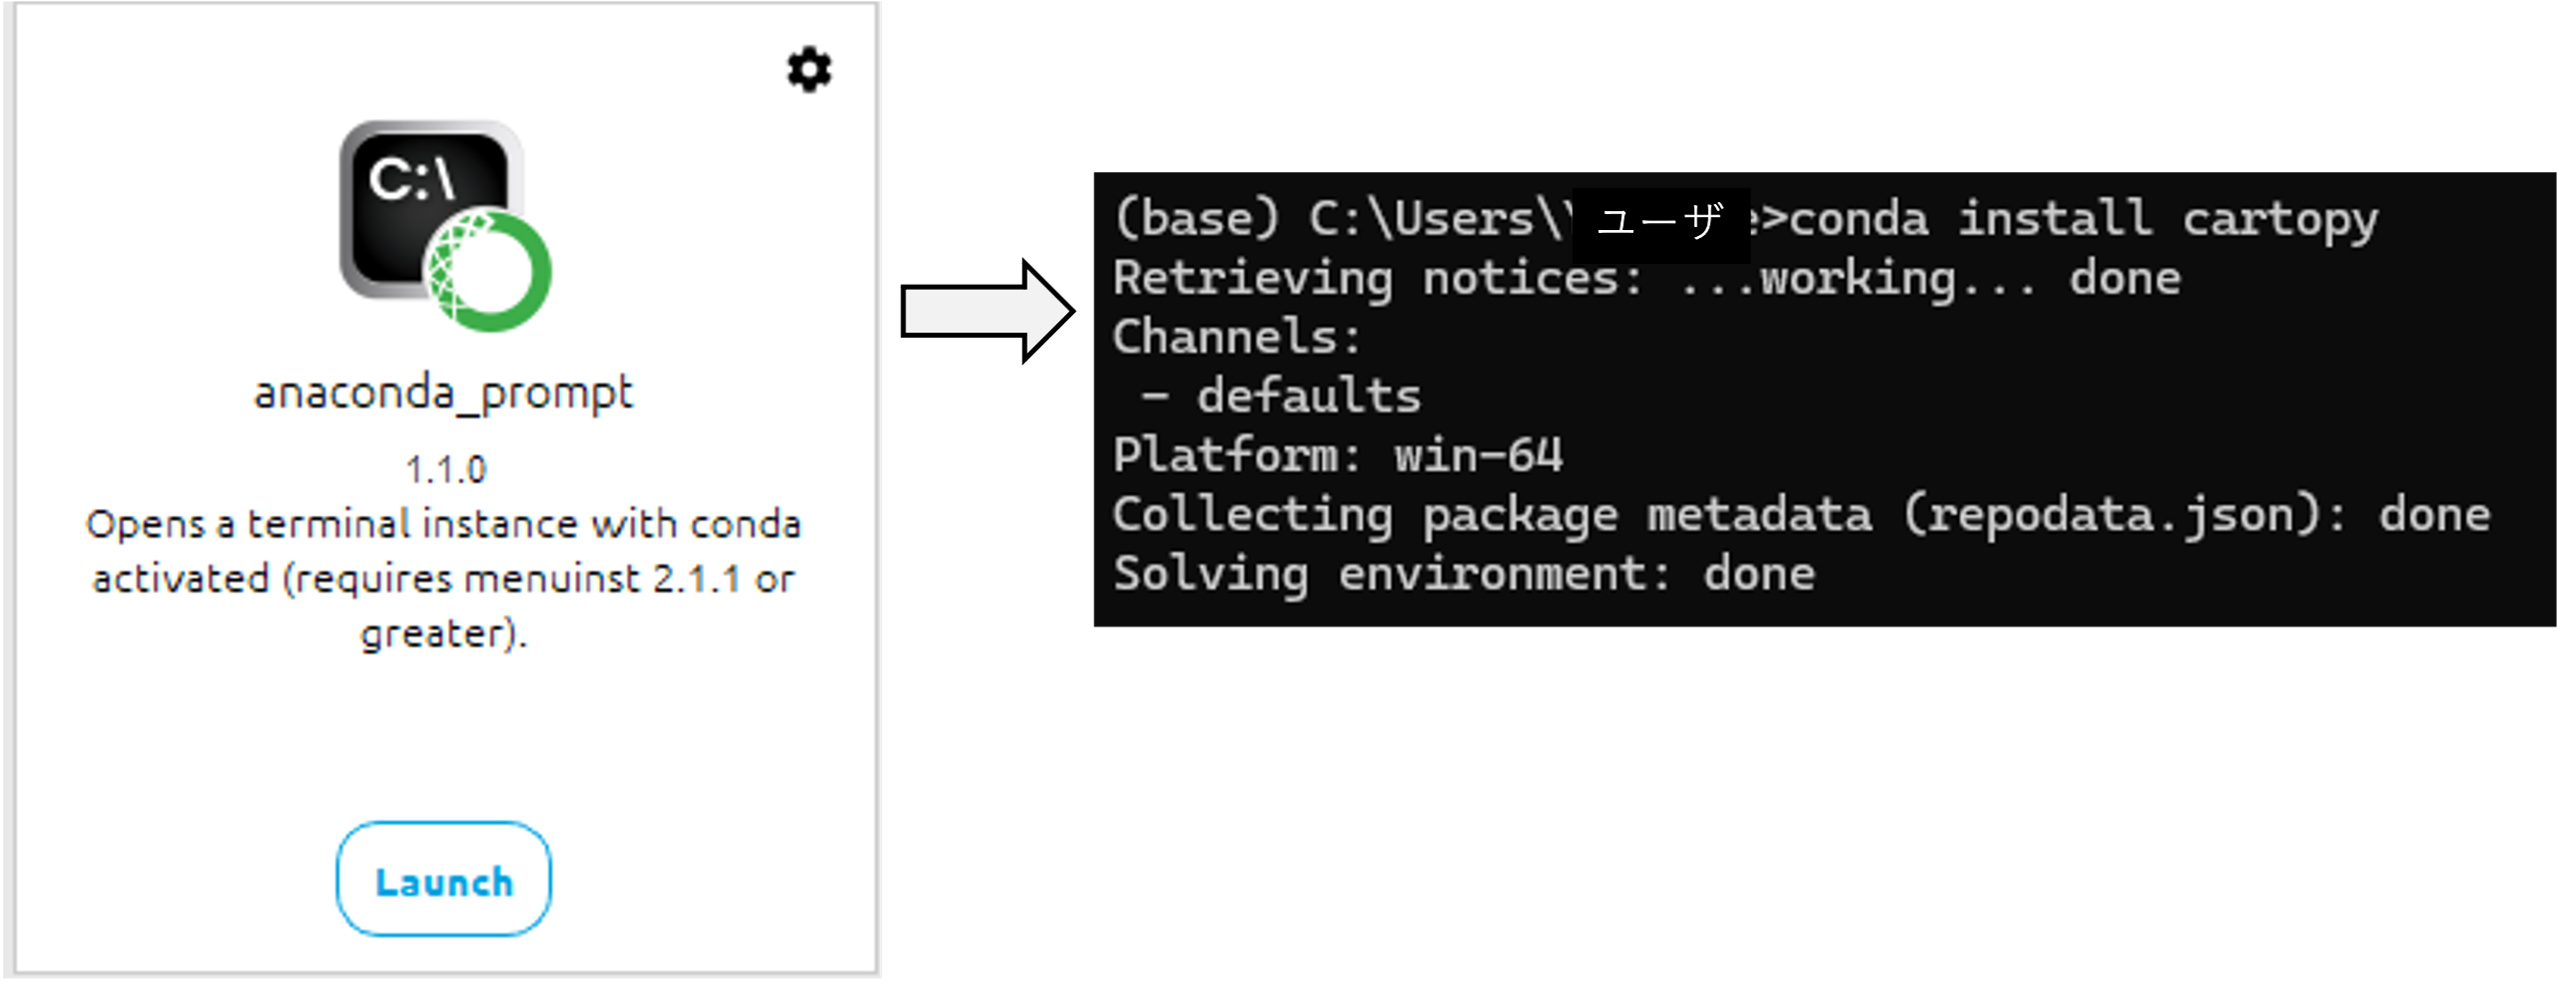 C:\
anaconda_prompt
1.1.0
Opens a terminal instance with conda
activated (requires menuinst 2.1.1 or
greater).
Launch
(base) C:\Users\ ユーザ e>conda install cartopy
Retrieving notices: ...working... done
Channels:
 - defaults
Platform: win-64
Collecting package metadata (repodata.json): done
Solving environment: done